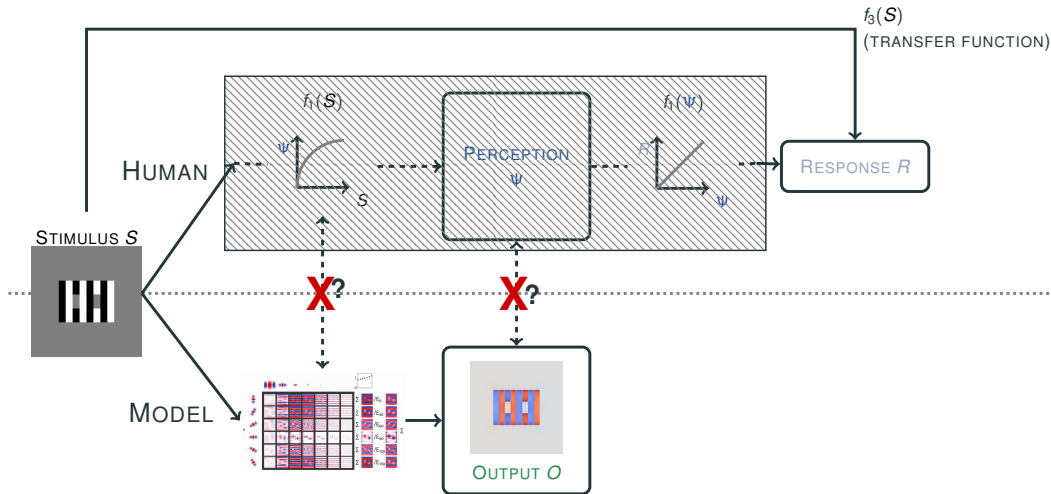 f₃(S)
(TRANSFER FUNCTION)
f₁(S)
f₁(Ψ)
Ψ
S
PERCEPTION
Ψ
R
Ψ
RESPONSE R
HUMAN
STIMULUS S
X?
X?
MODEL
Σ
Σ
Σ
Σ
Σ
Σ
Σ
OUTPUT O